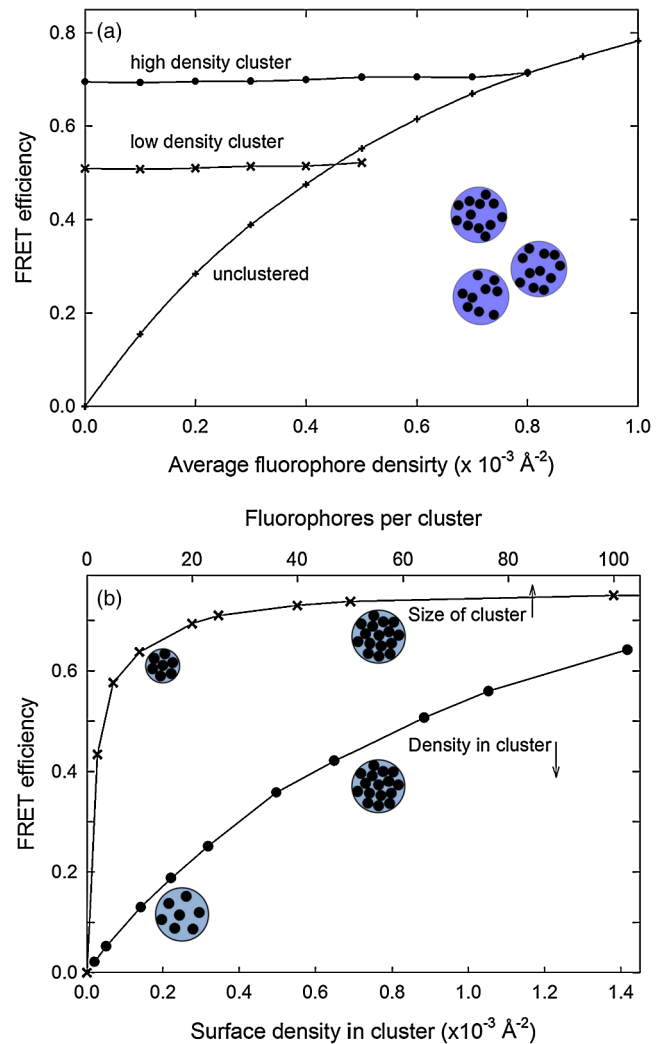 (a)
0.8
high density cluster
0.6
low density cluster
FRET efficiency
0.4
unclustered
0.2
0.0
0.0 0.2 0.4 0.6 0.8 1.0
Average fluorophore densirty (x 10-3 Å-2)
Fluorophores per cluster
0 20 40 60 80 100
(b)
Size of cluster
0.6
Density in cluster
FRET efficiency
0.4
0.2
0.0
0.0 0.2 0.4 0.6 0.8 1.0 1.2 1.4
Surface density in cluster (x10-3 Å-2)